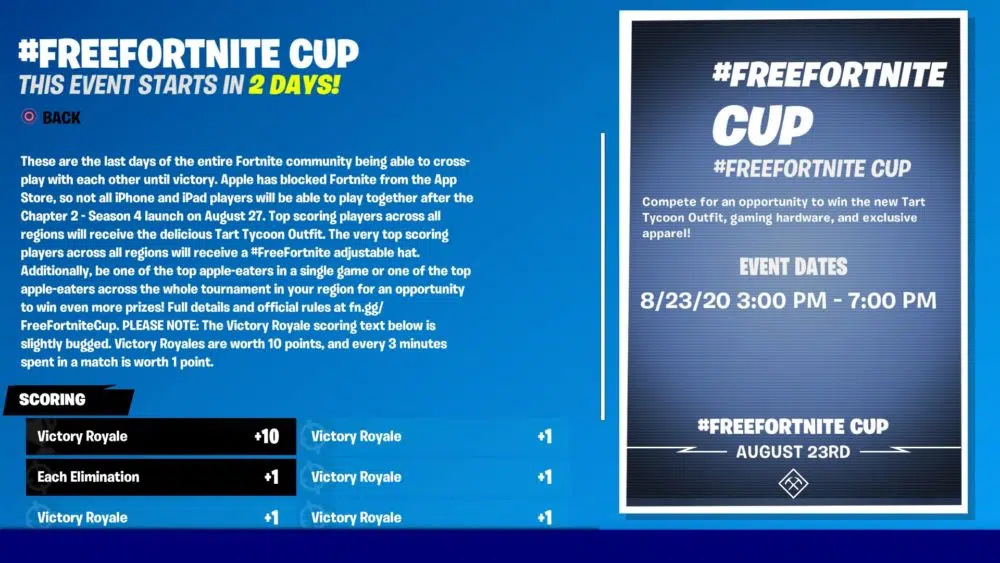 #FREEFORTNITE CUP
THIS EVENT STARTS IN 2 DAYS!
BACK
These are the last days of the entire Fortnite community being able to cross-
play with each other until victory. Apple has blocked Fortnite from the App
Store, so not all iPhone and iPad players will be able to play together after the
Chapter 2 - Season 4 launch on August 27. Top scoring players across all
regions will receive the delicious Tart Tycoon Outfit. The very top scoring
players across all regions will receive a #FreeFortnite adjustable hat.
Additionally, be one of the top apple-eaters in a single game or one of the top
apple-eaters across the whole tournament in your region for an opportunity
to win even more prizes! Full details and official rules at fn.gg/
FreeFortniteCup. PLEASE NOTE: The Victory Royale scoring text below is
slightly bugged. Victory Royales are worth 10 points, and every 3 minutes
spent in a match is worth 1 point.
SCORING
Victory Royale +10
Victory Royale +1
Each Elimination +1
Victory Royale +1
Victory Royale +1
Victory Royale +1
#FREEFORTNITE
CUP
#FREEFORTNITE CUP
Compete for an opportunity to win the new Tart
Tycoon Outfit, gaming hardware, and exclusive
apparel!
EVENT DATES
8/23/20 3:00 PM - 7:00 PM
#FREEFORTNITE CUP
AUGUST 23RD